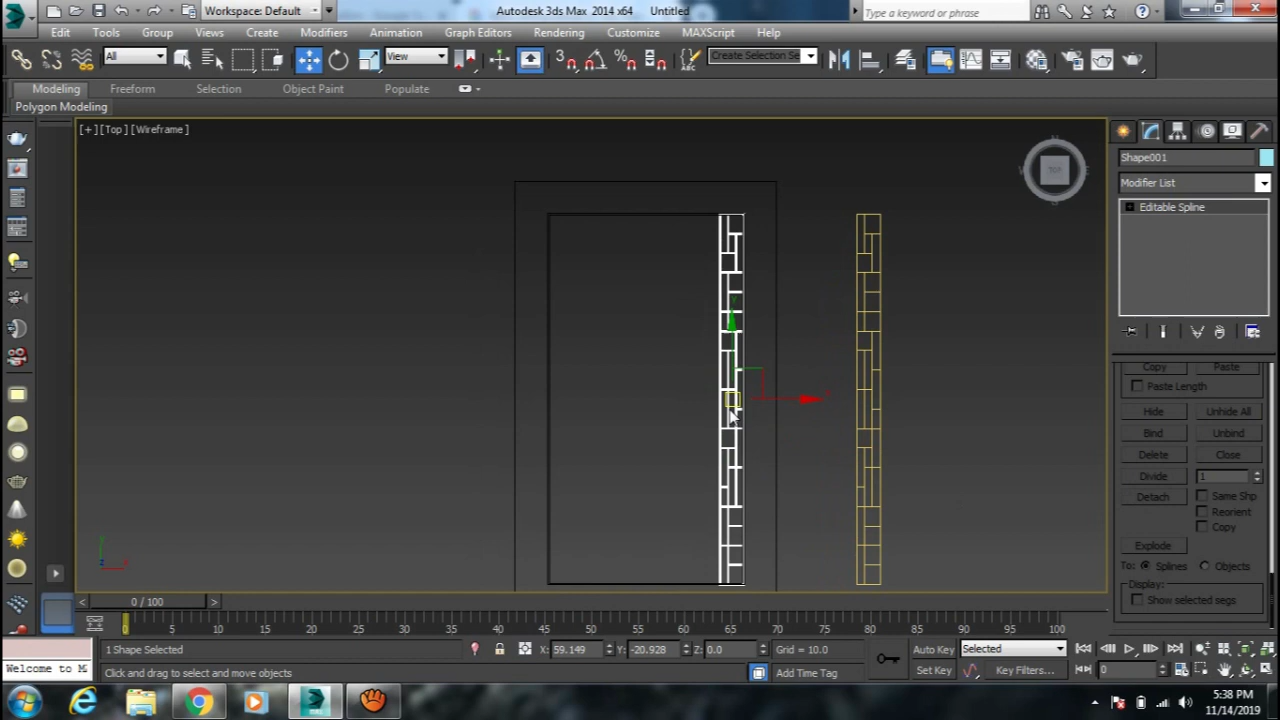 Workspace: Default
Autodesk 3ds Max 2014 x64 Untitled
Type a keyword or phrase
Edit Tools Group Views Create Modifiers Animation Graph Editors Rendering Customize MAXScript Help
All View Create Selection Se
Modeling Freeform Selection Object Paint Populate
Polygon Modeling
[+][Top][Wireframe]
TOP
Shape001
Modifier List
Editable Spline
Copy Paste
Paste Length
Hide Unhide All
Bind Unbind
Delete Close
Divide 1
Detach Same Shp
Reorient
Copy
Explode
To: Splines Objects
Display:
Show selected segs
0 / 100
0 5 10 15 20 25 30 35 40 45 50 55 60 65 70 75 80 85 90 95 100
1 Shape Selected X: 59.149 Y: -20.928 Z: 0.0 Grid = 10.0 Auto Key Selected
Welcome to M Click and drag to select and move objects Add Time Tag Set Key Key Filters... 0
5:38 PM
11/14/2019